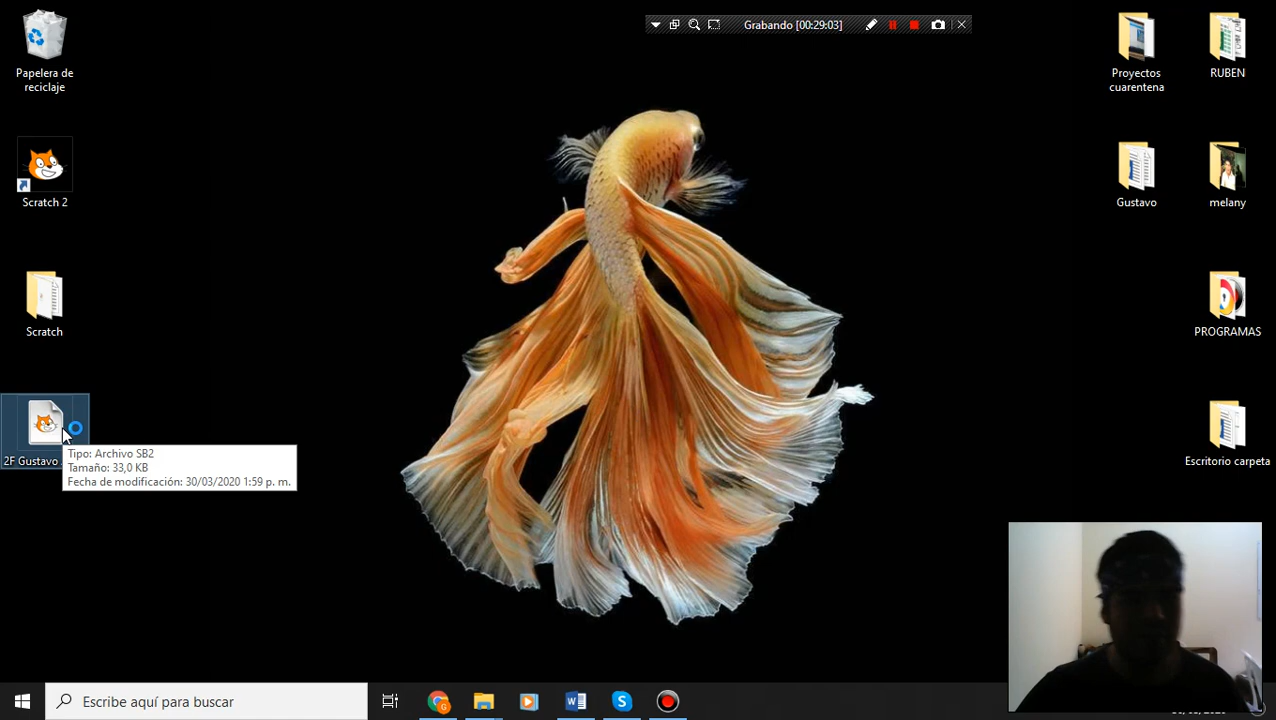 Grabando [00:29:03]
Papelera de
reciclaje
Scratch 2
Scratch
2F Gustavo
Tipo: Archivo SB2
Tamaño: 33,0 KB
Fecha de modificación: 30/03/2020 1:59 p. m.
Proyectos
cuarentena
RUBEN
Gustavo
melany
PROGRAMAS
Escritorio carpeta
Escribe aquí para buscar